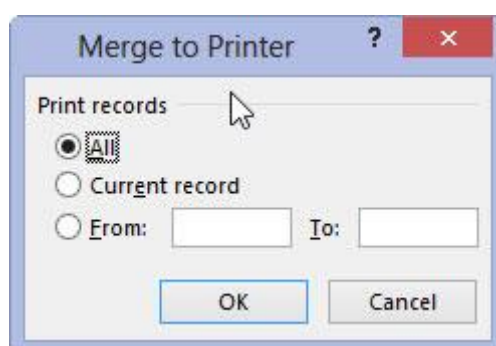 Merge to Printer ?
Print records
All
Current record
From: To:
OK Cancel